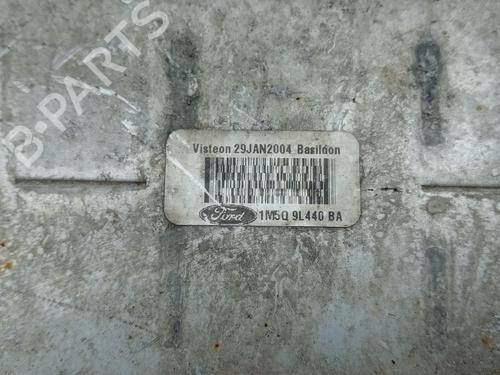 B-PARTS
Visteon 29JAN2004 Basildon
Ford 1M5Q 9L440 BA